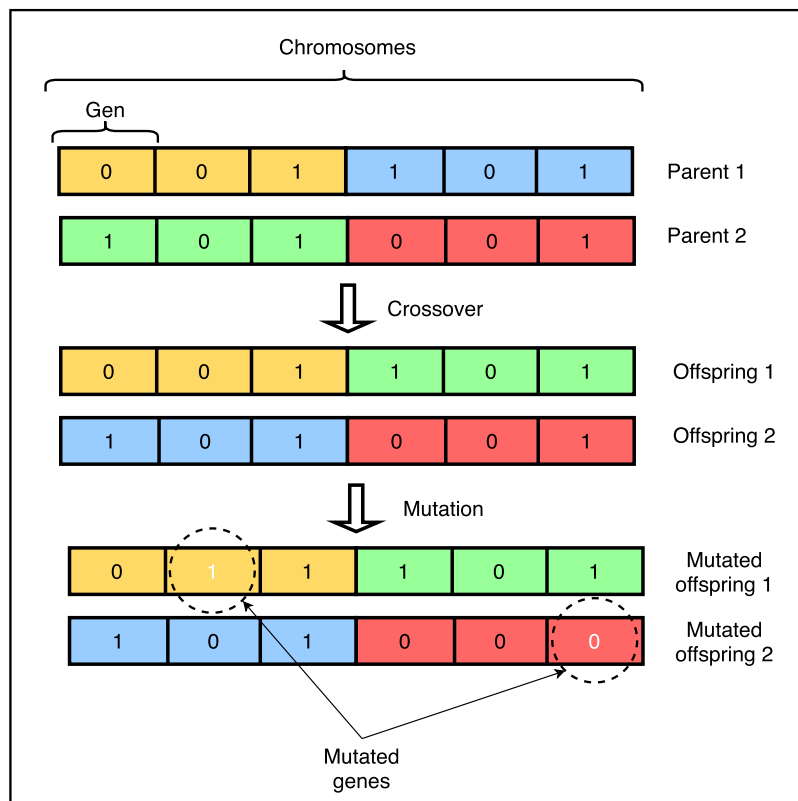 Chromosomes
Gen
0 0 1 1 0 1 Parent 1
1 0 1 0 0 1 Parent 2
Crossover
0 0 1 1 0 1 Offspring 1
1 0 1 0 0 1 Offspring 2
Mutation
0 1 1 1 0 1 Mutated
offspring 1
1 0 1 0 0 0 Mutated
offspring 2
Mutated
genes